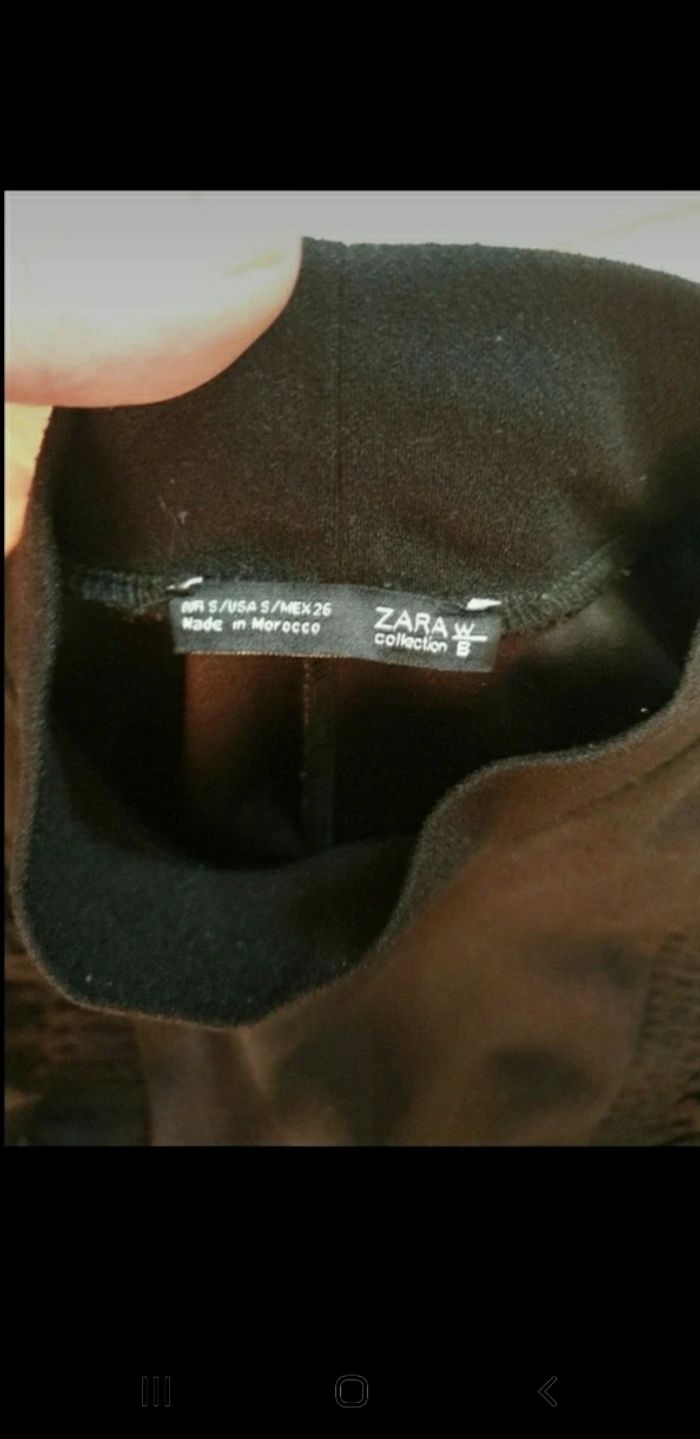 EUR S/USA S/MEX 26
Made in Morocco
ZARA W/B
collection